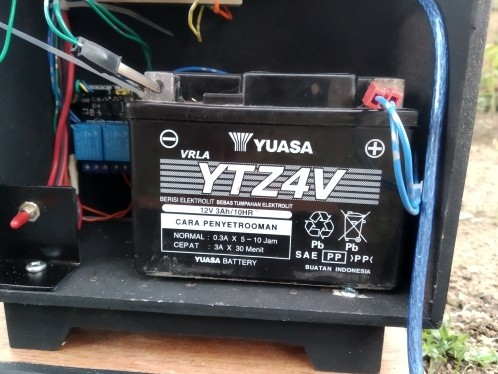 YUASA
VRLA
YTZ4V
BERISI ELEKTROLIT BEBAS TUMPAHAN ELEKTROLIT
12V 3Ah/10HR
CARA PENYETROOMAN
NORMAL : 0.3A X 5 - 10 Jam
CEPAT : 3A X 30 Menit
YUASA BATTERY
Pb Pb
SAE PP >PP<
BUATAN INDONESIA